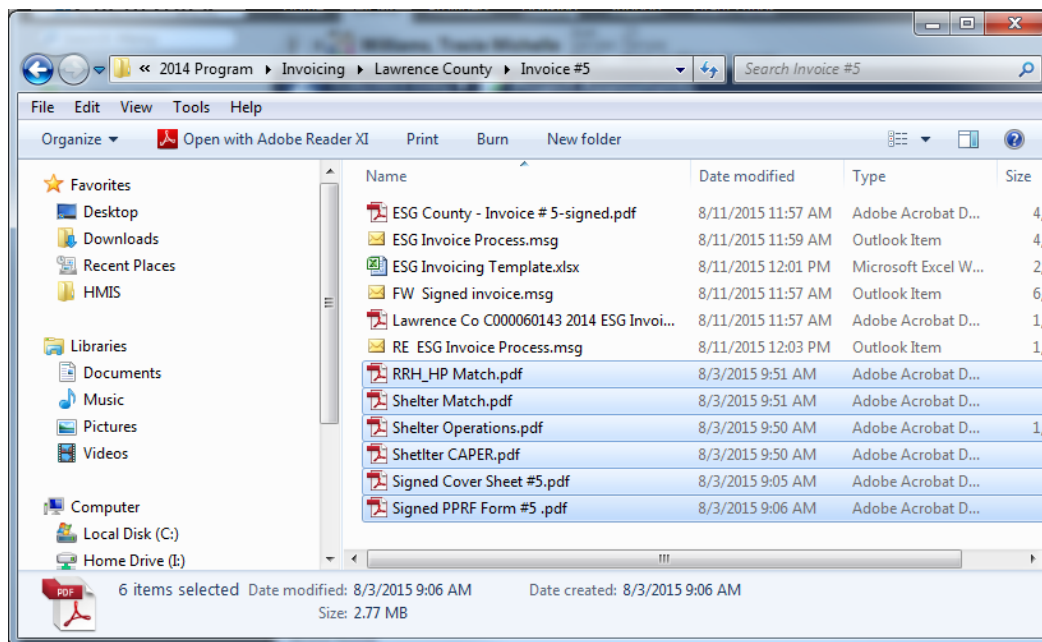 « 2014 Program ▸ Invoicing ▸ Lawrence County ▸ Invoice #5
Search Invoice #5
File Edit View Tools Help
Organize Open with Adobe Reader XI Print Burn New folder
Favorites
Desktop
Downloads
Recent Places
HMIS
Libraries
Documents
Music
Pictures
Videos
Computer
Local Disk (C:)
Home Drive (I:)
Name Date modified Type Size
ESG County - Invoice # 5-signed.pdf 8/11/2015 11:57 AM Adobe Acrobat D... 4,
ESG Invoice Process.msg 8/11/2015 11:59 AM Outlook Item 4,
ESG Invoicing Template.xlsx 8/11/2015 12:01 PM Microsoft Excel W... 2,
FW Signed invoice.msg 8/11/2015 11:57 AM Outlook Item 6,
Lawrence Co C000060143 2014 ESG Invoi... 8/11/2015 11:57 AM Adobe Acrobat D... 1,
RE ESG Invoice Process.msg 8/11/2015 12:03 PM Outlook Item 1,
RRH_HP Match.pdf 8/3/2015 9:51 AM Adobe Acrobat D...
Shelter Match.pdf 8/3/2015 9:51 AM Adobe Acrobat D...
Shelter Operations.pdf 8/3/2015 9:50 AM Adobe Acrobat D... 1,
Shetlter CAPER.pdf 8/3/2015 9:50 AM Adobe Acrobat D...
Signed Cover Sheet #5.pdf 8/3/2015 9:05 AM Adobe Acrobat D...
Signed PPRF Form #5 .pdf 8/3/2015 9:06 AM Adobe Acrobat D...
PDF
6 items selected Date modified: 8/3/2015 9:06 AM Date created: 8/3/2015 9:06 AM
Size: 2.77 MB